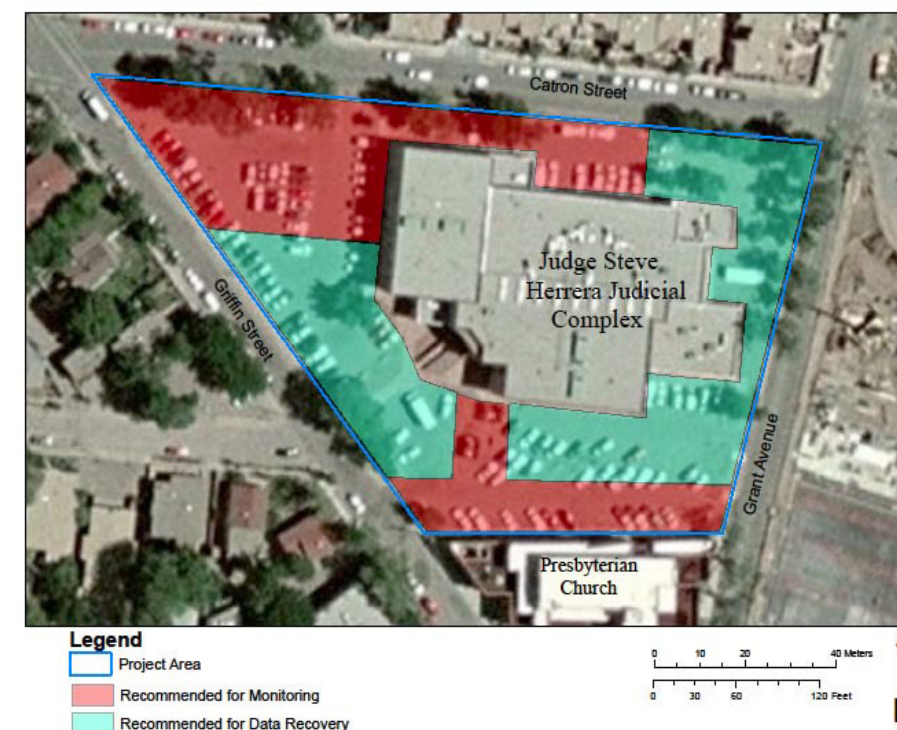 Catron Street
Judge Steve
Herrera Judicial
Complex
Griffin Street
Grant Avenue
Presbyterian
Church
Legend
Project Area
Recommended for Monitoring
Recommended for Data Recovery
0 10 20 40 Meters
0 30 60 120 Feet